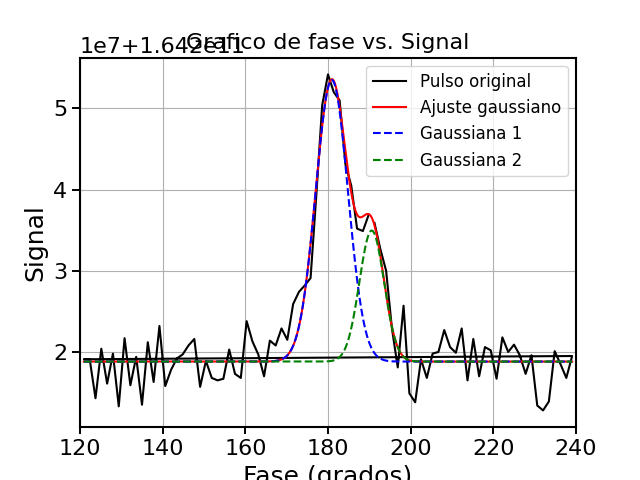 1e7+1.642e11
Grafico de fase vs. Signal
Pulso original
Ajuste gaussiano
Gaussiana 1
Gaussiana 2
Signal
5
4
3
2
120 140 160 180 200 220 240
Fase (grados)